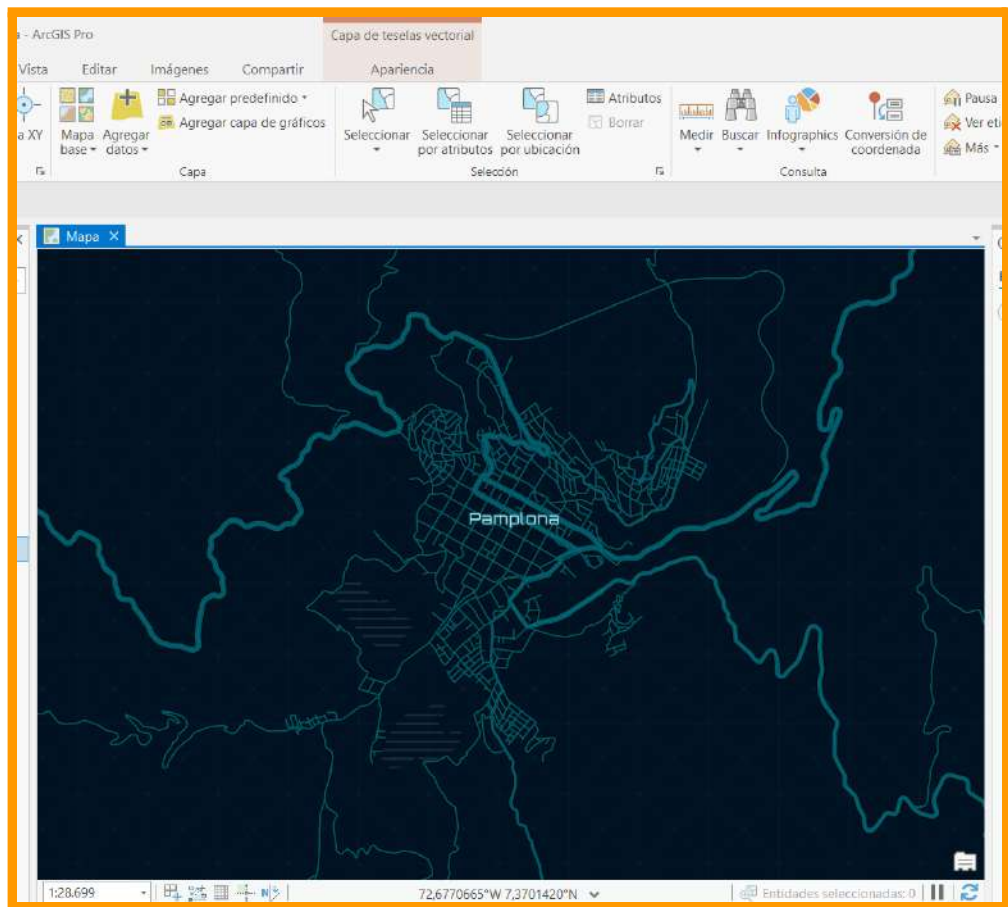 - ArcGIS Pro
Capa de teselas vectorial
Vista Editar Imágenes Compartir Apariencia
Agregar predefinido
Agregar capa de gráficos
a XY
Mapa base
Agregar datos
Seleccionar
Seleccionar por atributos
Seleccionar por ubicación
Atributos
Borrar
Medir
Buscar
Infographics
Conversión de coordenada
Pausa
Ver eti
Más
Capa
Selección
Consulta
Mapa
Pamplona
1:28.699
72,6770665°W 7,3701420°N
Entidades seleccionadas: 0